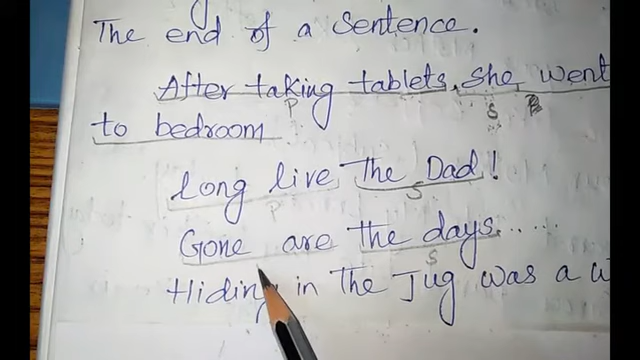 The end of a Sentence.
After taking tablets, she went
P S P
to bedroom
Long live The Dad!
P S
Gone are the days.....
S
Hiding in The Jug was a